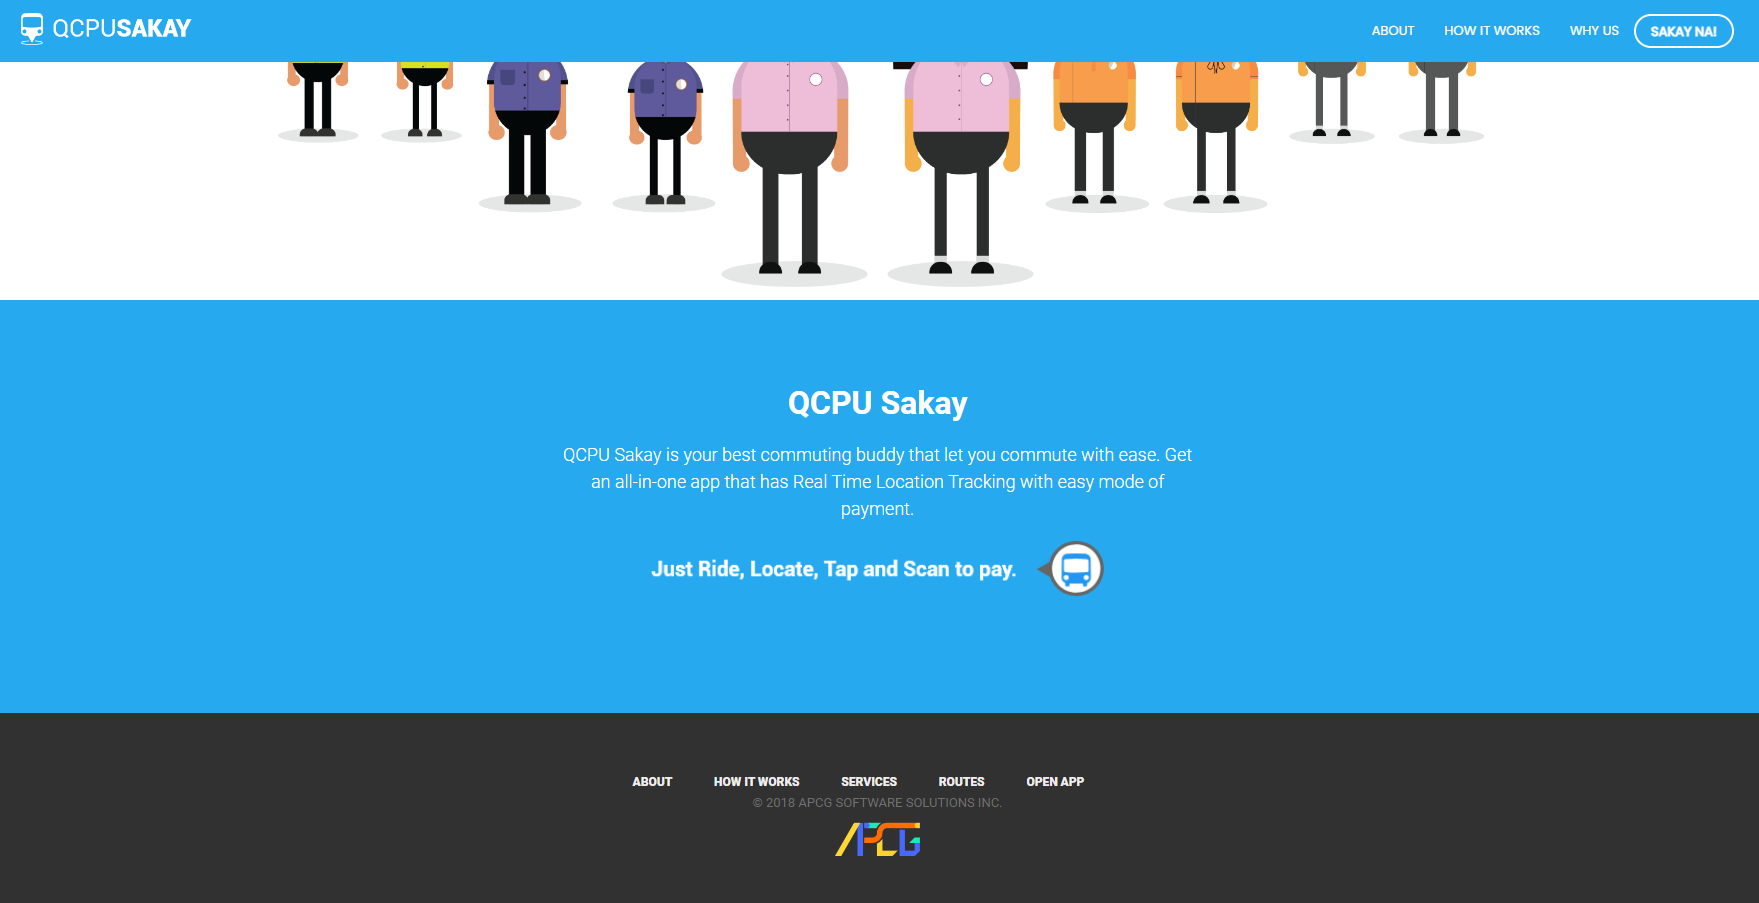 QCPUSAKAY
ABOUT
HOW IT WORKS
WHY US
SAKAY NA!
QCPU Sakay
QCPU Sakay is your best commuting buddy that let you commute with ease. Get
an all-in-one app that has Real Time Location Tracking with easy mode of
payment.
Just Ride, Locate, Tap and Scan to pay.
ABOUT
HOW IT WORKS
SERVICES
ROUTES
OPEN APP
© 2018 APCG SOFTWARE SOLUTIONS INC.
APCG